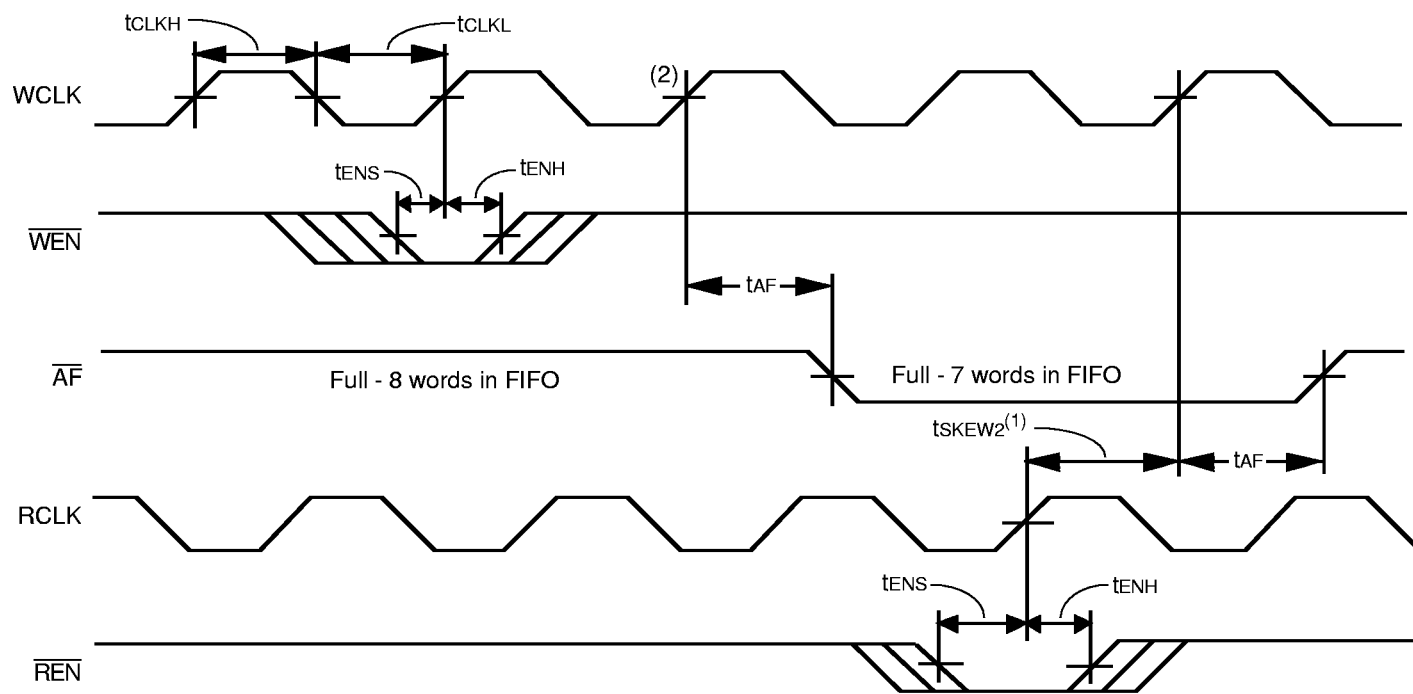 tCLKH
tCLKL
(2)
WCLK
tENS
tENH
WEN
tAF
AF
Full - 8 words in FIFO
Full - 7 words in FIFO
tSKEW2(1)
tAF
RCLK
tENS
tENH
REN